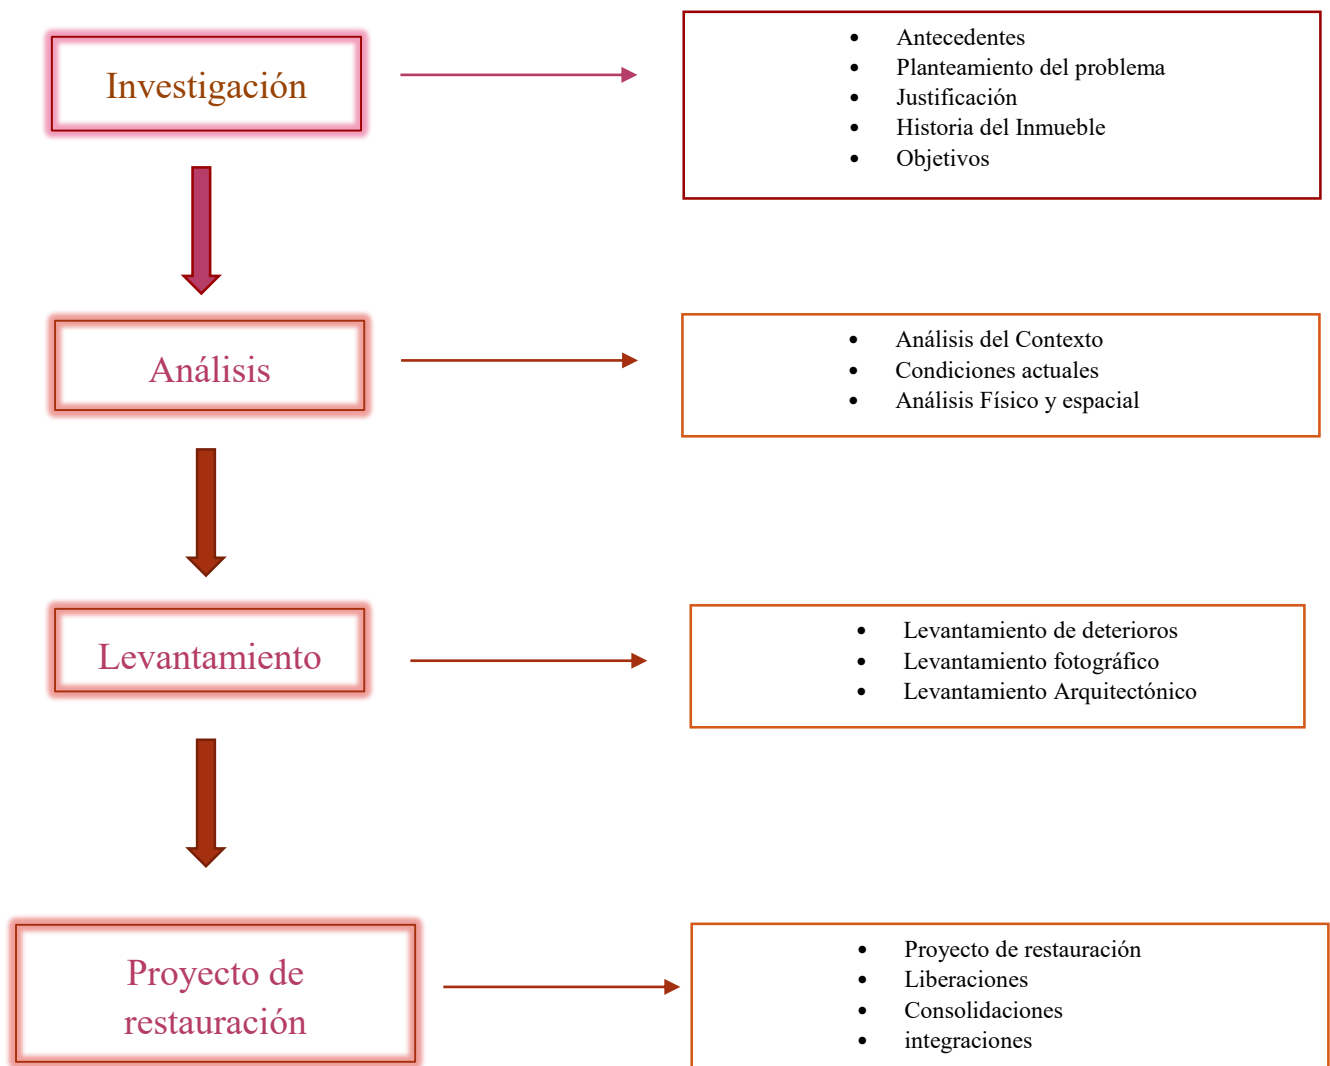 Investigación
• Antecedentes
• Planteamiento del problema
• Justificación
• Historia del Inmueble
• Objetivos
Análisis
• Análisis del Contexto
• Condiciones actuales
• Análisis Físico y espacial
Levantamiento
• Levantamiento de deterioros
• Levantamiento fotográfico
• Levantamiento Arquitectónico
Proyecto de
restauración
• Proyecto de restauración
• Liberaciones
• Consolidaciones
• integraciones